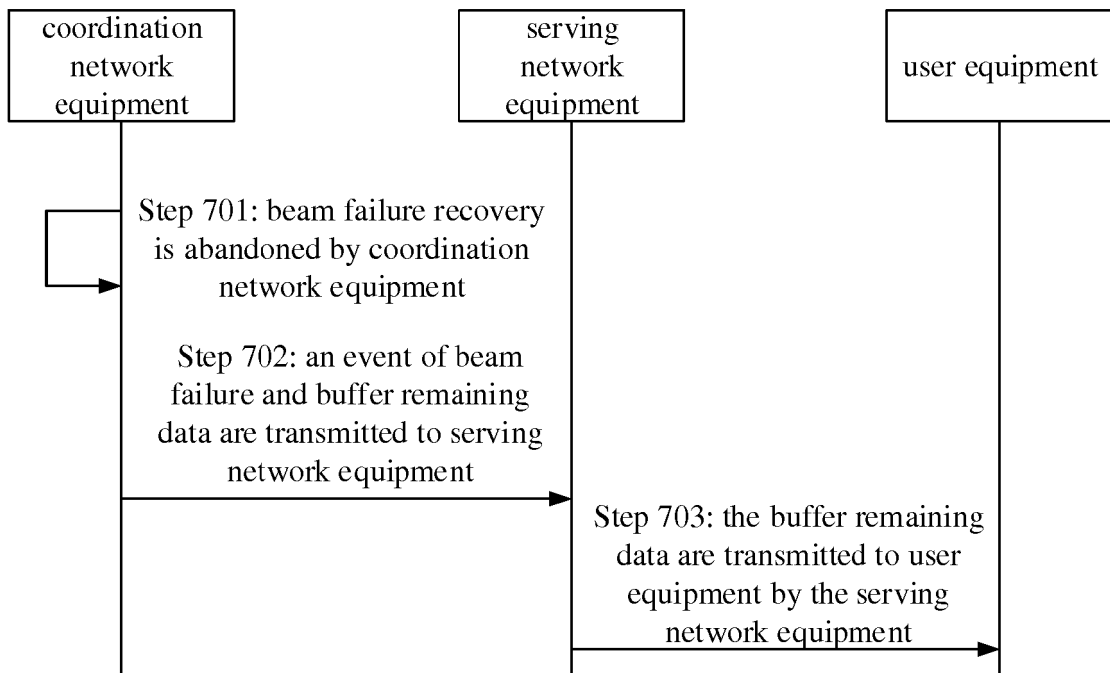 coordination
network
equipment
serving
network
equipment
user equipment
Step 701: beam failure recovery
is abandoned by coordination
network equipment
Step 702: an event of beam
failure and buffer remaining
data are transmitted to serving
network equipment
Step 703: the buffer remaining
data are transmitted to user
equipment by the serving
network equipment